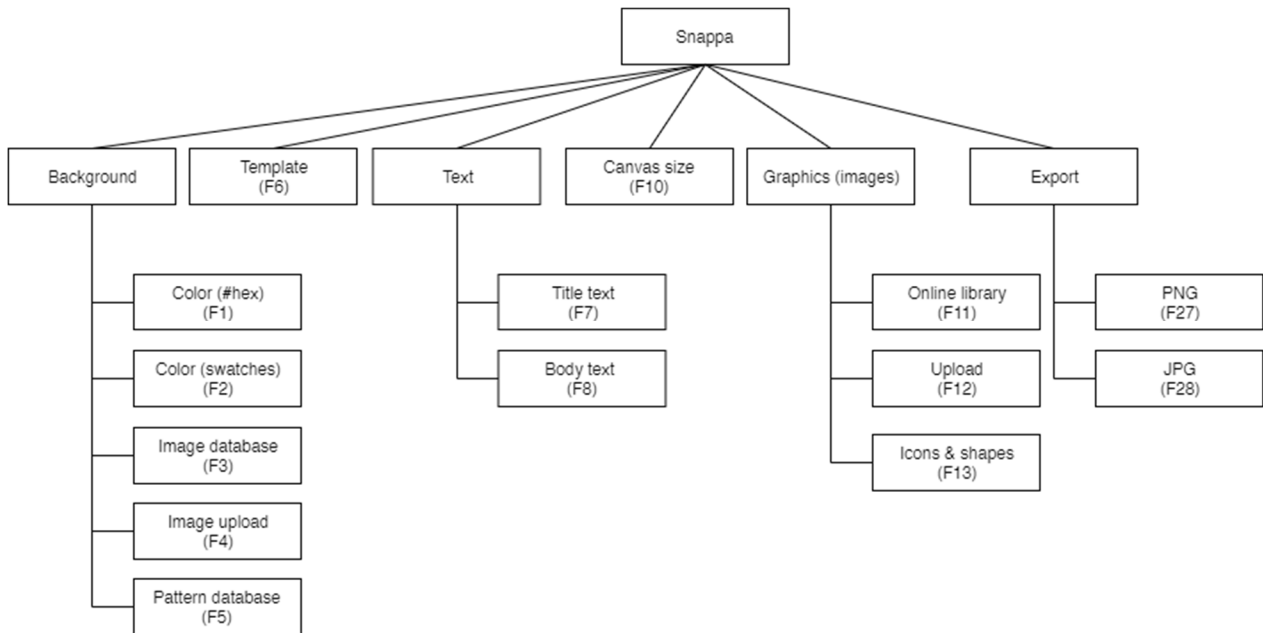 Snappa
Background
Template
(F6)
Text
Canvas size
(F10)
Graphics (images)
Export
Color (#hex)
(F1)
Title text
(F7)
Online library
(F11)
PNG
(F27)
Color (swatches)
(F2)
Body text
(F8)
Upload
(F12)
JPG
(F28)
Image database
(F3)
Icons & shapes
(F13)
Image upload
(F4)
Pattern database
(F5)